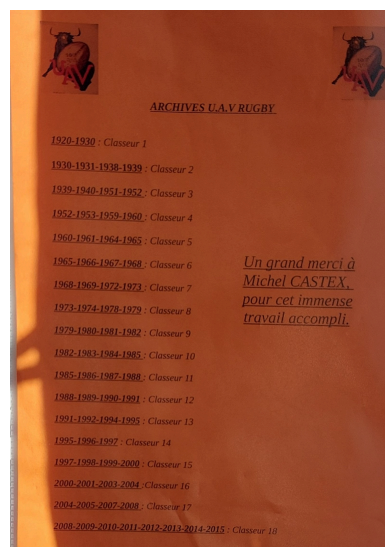 UAV
UAV
ARCHIVES U.A.V RUGBY
1920-1930 : Classeur 1
1930-1931-1938-1939 : Classeur 2
1939-1940-1951-1952 : Classeur 3
1952-1953-1959-1960 : Classeur 4
1960-1961-1964-1965 : Classeur 5
1965-1966-1967-1968 : Classeur 6
1968-1969-1972-1973 : Classeur 7
1973-1974-1978-1979 : Classeur 8
1979-1980-1981-1982 : Classeur 9
1982-1983-1984-1985 : Classeur 10
1985-1986-1987-1988 : Classeur 11
1988-1989-1990-1991 : Classeur 12
1991-1992-1994-1995 : Classeur 13
1995-1996-1997 : Classeur 14
1997-1998-1999-2000 : Classeur 15
2000-2001-2003-2004 :Classeur 16
2004-2005-2007-2008 : Classeur 17
2008-2009-2010-2011-2012-2013-2014-2015 : Classeur 18
Un grand merci à
Michel CASTEX,
pour cet immense
travail accompli.